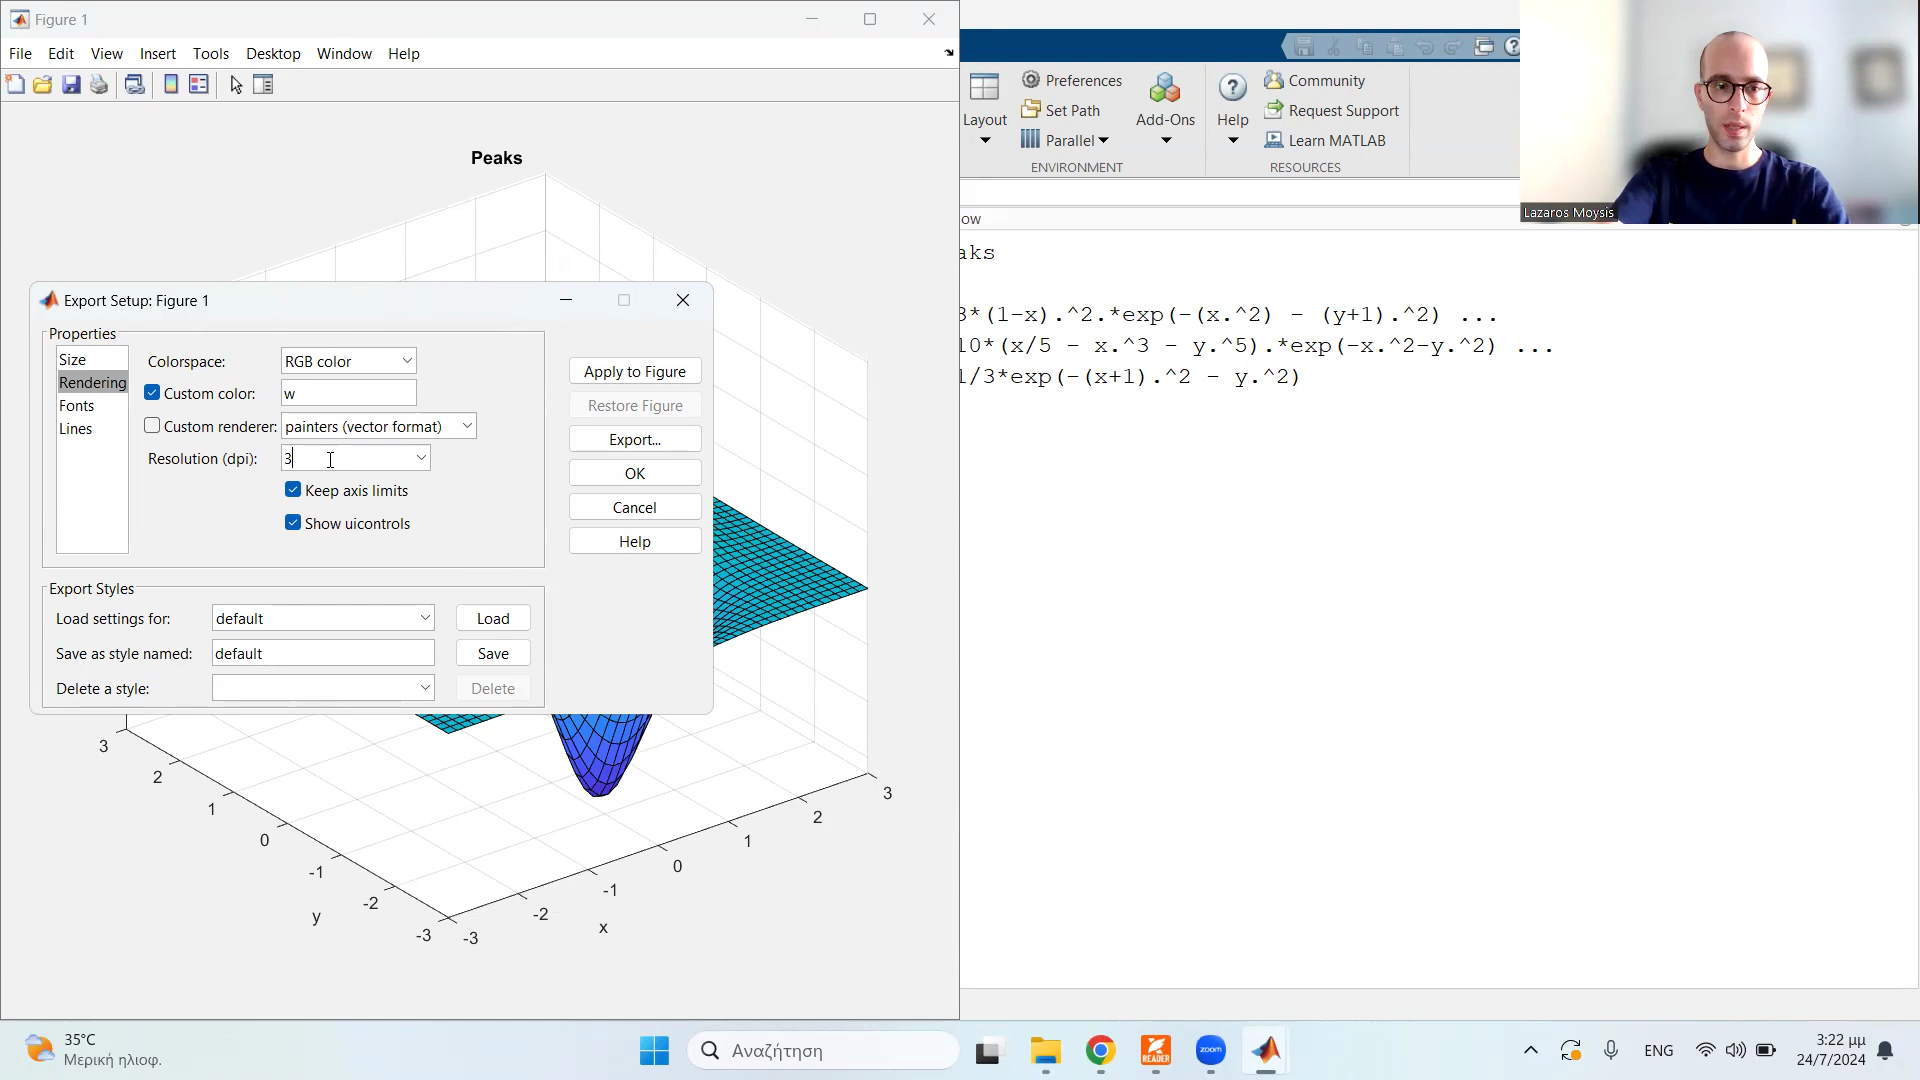 Figure 1
File Edit View Insert Tools Desktop Window Help
Peaks
Export Setup: Figure 1
Properties
Size
Rendering
Fonts
Lines
Colorspace: RGB color
Custom color: w
Custom renderer: painters (vector format)
Resolution (dpi): 3
Keep axis limits
Show uicontrols
Apply to Figure
Restore Figure
Export...
OK
Cancel
Help
Export Styles
Load settings for: default Load
Save as style named: default Save
Delete a style: Delete
3
2
1
0
-1
-2
-3
y
-3
-2
-1
0
1
2
3
x
Layout
Preferences
Set Path
Parallel
Add-Ons
ENVIRONMENT
Help
Community
Request Support
Learn MATLAB
RESOURCES
ow
aks
3*(1-x).^2.*exp(-(x.^2) - (y+1).^2) ...
10*(x/5 - x.^3 - y.^5).*exp(-x.^2-y.^2) ...
1/3*exp(-(x+1).^2 - y.^2)
Lazaros Moysis
35°C
Μερική ηλιοφ.
Αναζήτηση
READER
zoom
ENG
3:22 μμ
24/7/2024